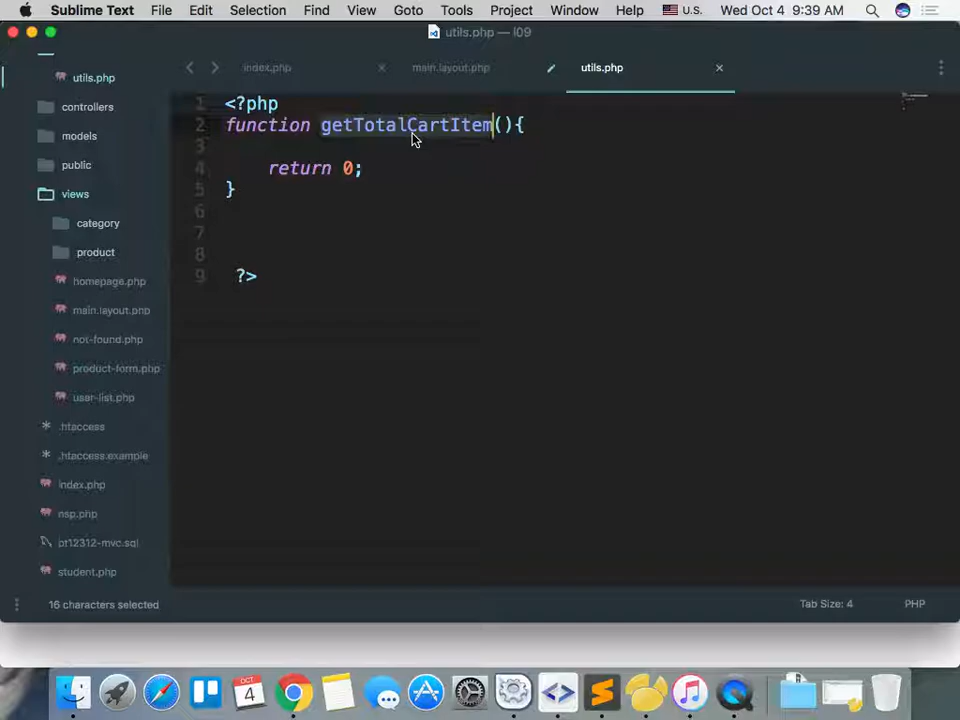 Sublime Text File Edit Selection Find View Goto Tools Project Window Help U.S. Wed Oct 4 9:39 AM
utils.php — l09
index.php × main.layout.php utils.php ×
utils.php
controllers
models
public
views
category
product
homepage.php
main.layout.php
not-found.php
product-form.php
user-list.php
.htaccess
.htaccess.example
index.php
nsp.php
pt12312-mvc.sql
student.php
1 <?php
2 function getTotalCartItem(){
3
4 return 0;
5 }
6
7
8
9 ?>
16 characters selected Tab Size: 4 PHP
OCT
4